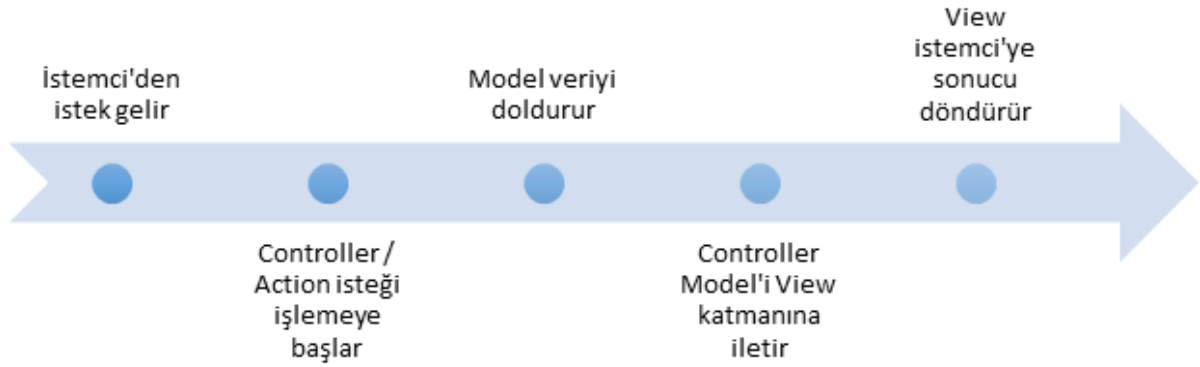 İstemci'den
istek gelir
Controller /
Action isteği
işlemeye
başlar
Model veriyi
doldurur
Controller
Model'i View
katmanına
iletir
View
istemci'ye
sonucu
döndürür